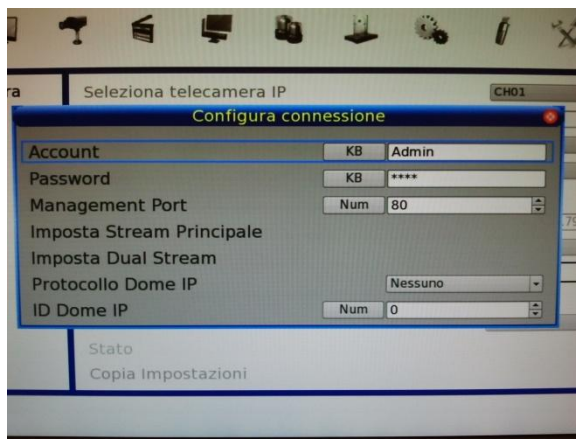 ra
Seleziona telecamera IP
CH01
Configura connessione
Account KB Admin
Password KB ****
Management Port Num 80
Imposta Stream Principale
Imposta Dual Stream
Protocollo Dome IP Nessuno
ID Dome IP Num 0
Stato
Copia Impostazioni